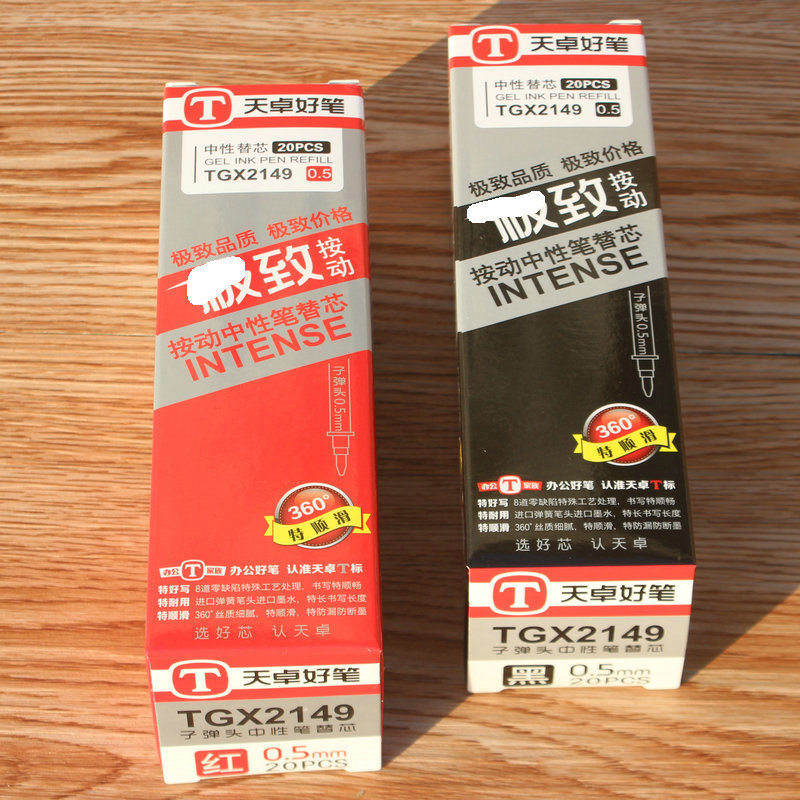 T 天卓好笔
中性替芯 20PCS
GEL INK PEN REFILL
TGX2149 0.5
极致品质 极致价格
极致 按动
按动中性笔替芯
INTENSE
子弹头0.5mm
360°
特顺滑
办公 T 家族 办公好笔 认准天卓T标
特好写 8道零缺陷特殊工艺处理，书写特顺畅
特耐用 进口弹簧笔头进口墨水，特长书写长度
特顺滑 360°丝质细腻，特顺滑，特防漏防断墨
选好芯 认天卓
T 天卓好笔
TGX2149
子弹头中性笔替芯
红 0.5mm
20PCS
T 天卓好笔
中性替芯 20PCS
GEL INK PEN REFILL
TGX2149 0.5
极致品质 极致价格
极致 按动
按动中性笔替芯
INTENSE
子弹头0.5mm
360°
特顺滑
办公 T 家族 办公好笔 认准天卓T标
特好写 8道零缺陷特殊工艺处理，书写特顺畅
特耐用 进口弹簧笔头进口墨水，特长书写长度
特顺滑 360°丝质细腻，特顺滑，特防漏防断墨
选好芯 认天卓
T 天卓好笔
TGX2149
子弹头中性笔替芯
黑 0.5mm
20PCS